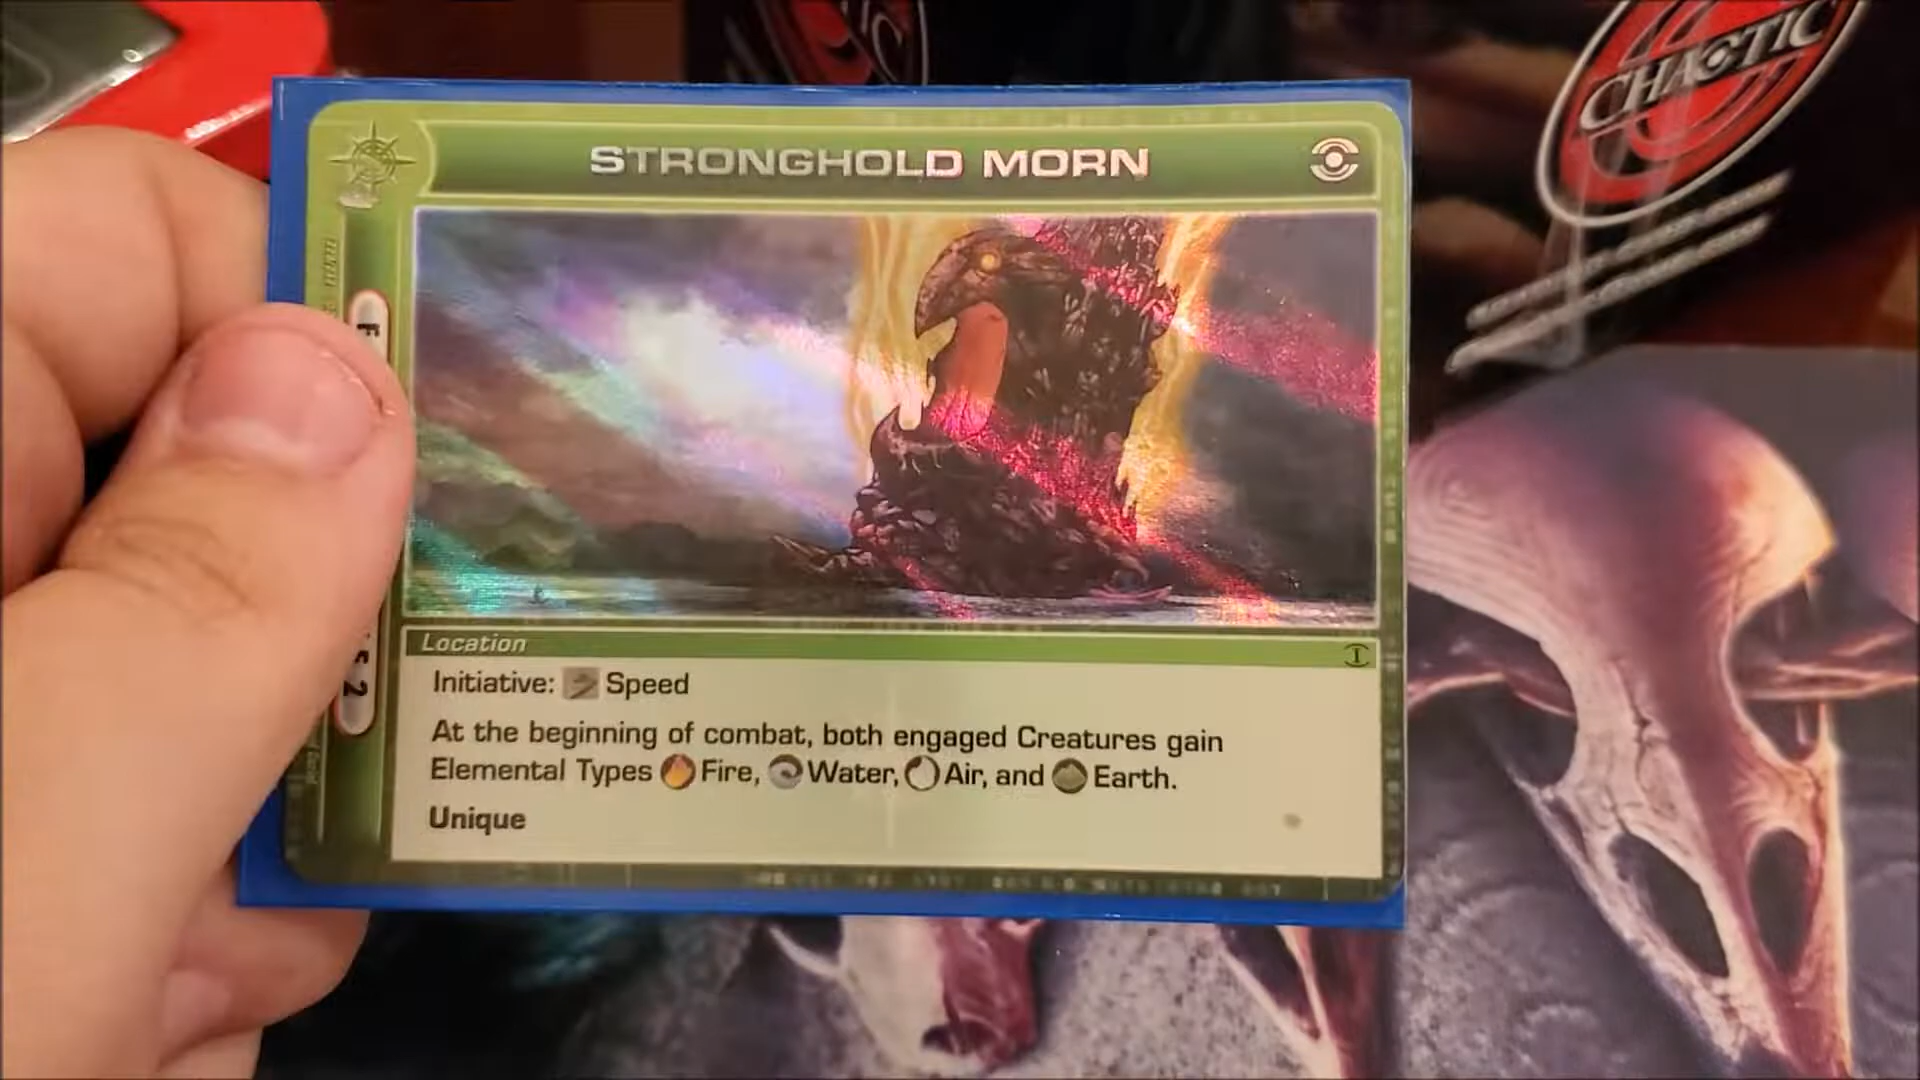 CHAOTIC
STRONGHOLD MORN
Location
Initiative: Speed
At the beginning of combat, both engaged Creatures gain
Elemental Types Fire, Water, Air, and Earth.
Unique